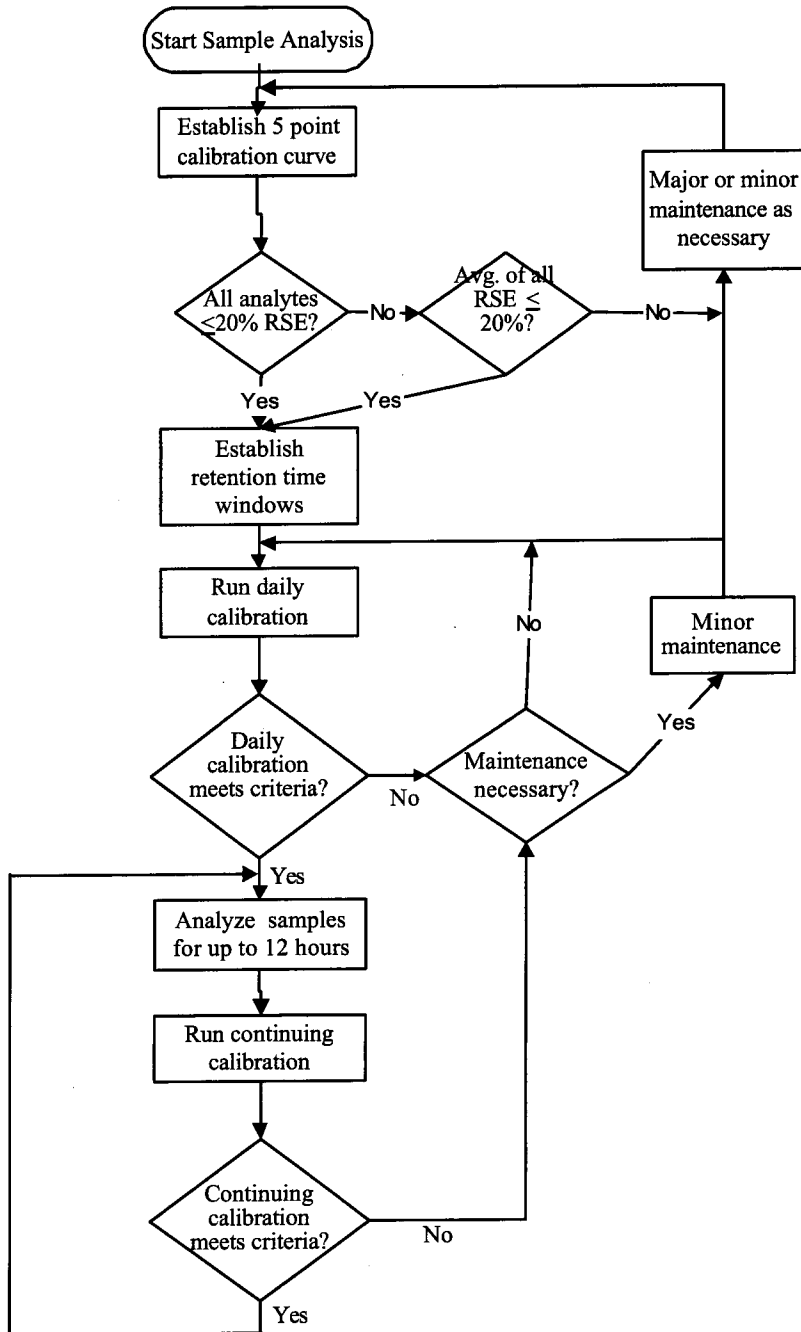 Start Sample Analysis
Establish 5 point
calibration curve
Major or minor
maintenance as
necessary
All analytes
≤20% RSE?
No
Avg. of all
RSE ≤
20%?
No
Yes
Yes
Establish
retention time
windows
Run daily
calibration
No
Minor
maintenance
Yes
Daily
calibration
meets criteria?
No
Maintenance
necessary?
Yes
Analyze samples
for up to 12 hours
Run continuing
calibration
Continuing
calibration
meets criteria?
No
Yes